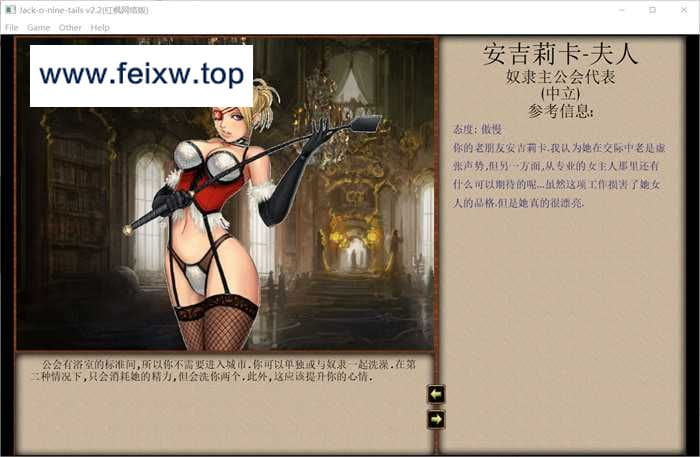 Jack-o-nine-tails v2.2(红枫网络版)
File Game Other Help
www.feixw.top
安吉莉卡-夫人
奴隶主公会代表
(中立)
参考信息:
态度: 傲慢
你的老朋友安吉莉卡.我认为她在交际中老是虚
张声势,但另一方面,从专业的女主人那里还有
什么可以期待的呢...虽然这项工作损害了她女
人的品格.但是她真的很漂亮.
公会有浴室的标准间,所以你不需要进入城市.你可以单独或与奴隶一起洗澡.在第
二种情况下,只会消耗她的精力,但会洗你两个.此外,这应该提升你的心情.